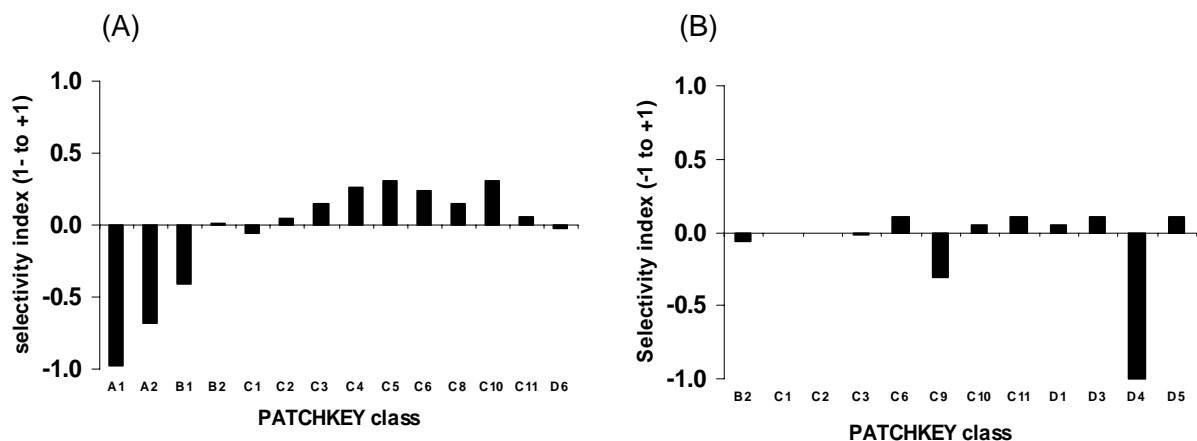 (A)
selectivity index (1- to +1)
1.0
0.5
0.0
-0.5
-1.0
A1 A2 B1 B2 C1 C2 C3 C4 C5 C6 C8 C10 C11 D6
PATCHKEY class
(B)
Selectivity index (-1 to +1)
1.0
0.5
0.0
-0.5
-1.0
B2 C1 C2 C3 C6 C9 C10 C11 D1 D3 D4 D5
PATCHKEY class